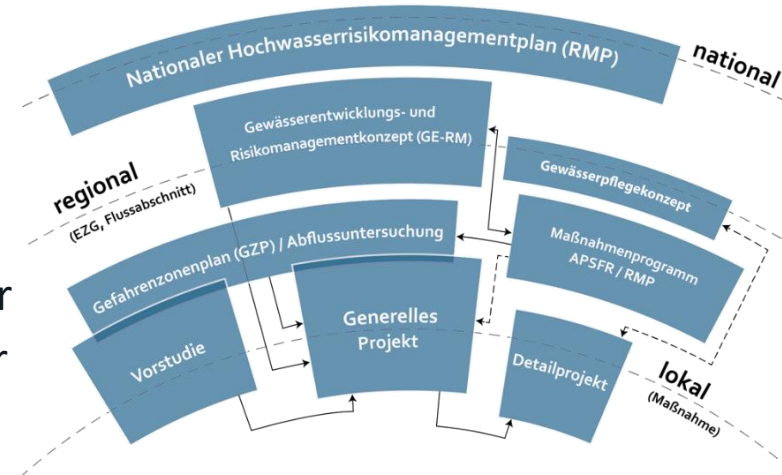 Nationaler Hochwasserrisikomanagementplan (RMP)
national
Gewässerentwicklungs- und
Risikomanagementkonzept (GE-RM)
regional
(EZG, Flussabschnitt)
Gewässerpflegekonzept
Gefahrenzonenplan (GZP) / Abflussuntersuchung
Maßnahmenprogramm
APSFR / RMP
Vorstudie
Generelles
Projekt
Detailprojekt
lokal
(Maßnahme)
r
r